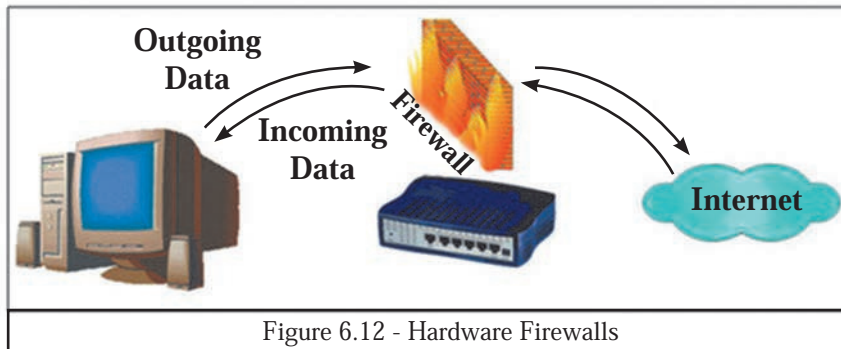 Outgoing
Data
Incoming
Data
Firewall
Internet
Figure 6.12 - Hardware Firewalls